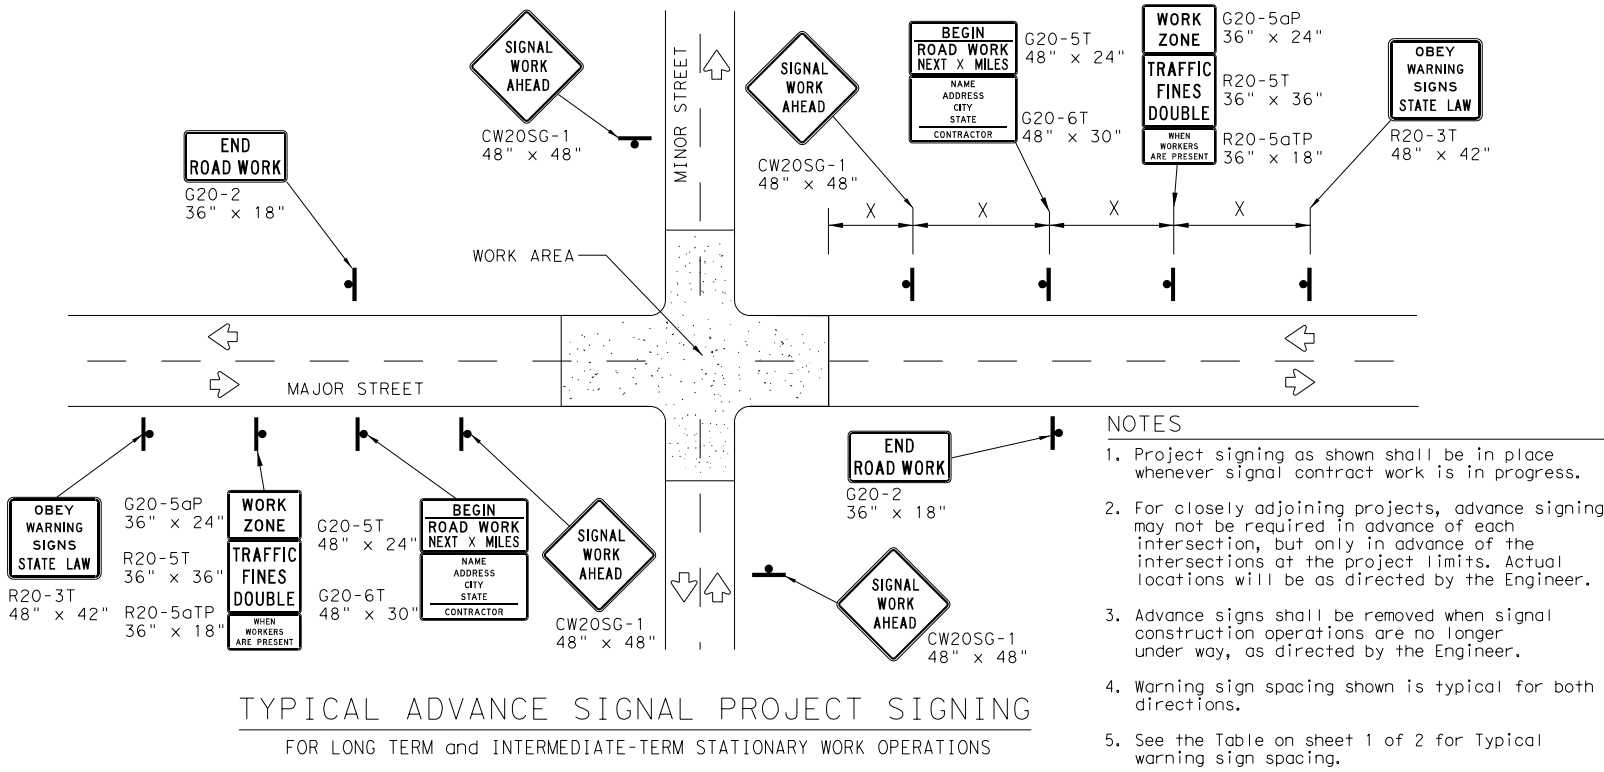 SIGNAL
WORK
AHEAD
CW20SG-1
48" x 48"
MINOR STREET
SIGNAL
WORK
AHEAD
CW20SG-1
48" x 48"
BEGIN
ROAD WORK
NEXT X MILES
NAME
ADDRESS
CITY
STATE
CONTRACTOR
G20-5T
48" x 24"
G20-6T
48" x 30"
WORK
ZONE
TRAFFIC
FINES
DOUBLE
WHEN
WORKERS
ARE PRESENT
G20-5aP
36" x 24"
R20-5T
36" x 36"
R20-5aTP
36" x 18"
OBEY
WARNING
SIGNS
STATE LAW
R20-3T
48" x 42"
END
ROAD WORK
G20-2
36" x 18"
X X X X
WORK AREA
MAJOR STREET
OBEY
WARNING
SIGNS
STATE LAW
R20-3T
48" x 42"
G20-5aP
36" x 24"
R20-5T
36" x 36"
R20-5aTP
36" x 18"
WORK
ZONE
TRAFFIC
FINES
DOUBLE
WHEN
WORKERS
ARE PRESENT
G20-5T
48" x 24"
G20-6T
48" x 30"
BEGIN
ROAD WORK
NEXT X MILES
NAME
ADDRESS
CITY
STATE
CONTRACTOR
SIGNAL
WORK
AHEAD
CW20SG-1
48" x 48"
END
ROAD WORK
G20-2
36" x 18"
SIGNAL
WORK
AHEAD
CW20SG-1
48" x 48"
NOTES
1. Project signing as shown shall be in place
whenever signal contract work is in progress.
2. For closely adjoining projects, advance signing
may not be required in advance of each
intersection, but only in advance of the
intersections at the project limits. Actual
locations will be as directed by the Engineer.
3. Advance signs shall be removed when signal
construction operations are no longer
under way, as directed by the Engineer.
4. Warning sign spacing shown is typical for both
directions.
5. See the Table on sheet 1 of 2 for Typical
warning sign spacing.
TYPICAL ADVANCE SIGNAL PROJECT SIGNING
FOR LONG TERM and INTERMEDIATE-TERM STATIONARY WORK OPERATIONS